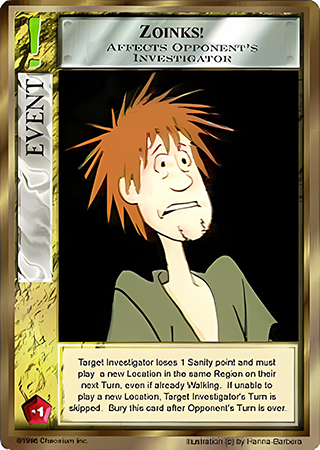 ZOINKS!
AFFECTS OPPONENT'S
INVESTIGATOR
EVENT
!
Target Investigator loses 1 Sanity point and must
play a new Location in the same Region on their
next Turn, even if already Walking. If unable to
play a new Location, Target Investigator's Turn is
skipped. Bury this card after Opponent's Turn is over.
-1
©1996 Chaosium Inc.
Illustration (c) by Hanna-Barbera